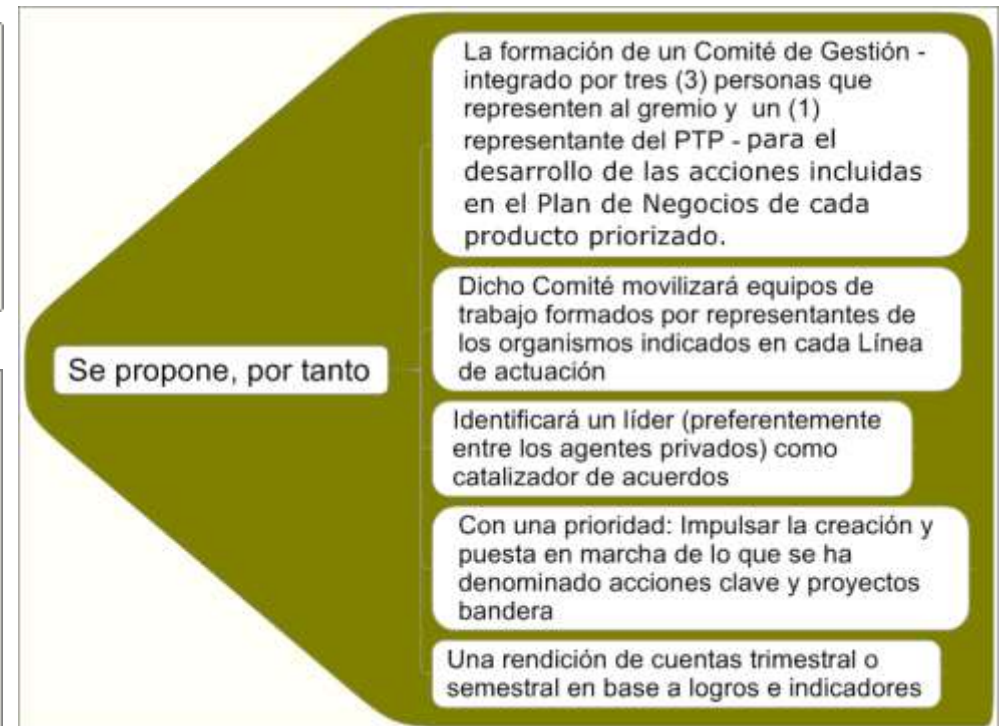 Se propone, por tanto
La formación de un Comité de Gestión -
integrado por tres (3) personas que
representen al gremio y un (1)
representante del PTP - para el
desarrollo de las acciones incluidas
en el Plan de Negocios de cada
producto priorizado.
Dicho Comité movilizará equipos de
trabajo formados por representantes de
los organismos indicados en cada Línea
de actuación
Identificará un líder (preferentemente
entre los agentes privados) como
catalizador de acuerdos
Con una prioridad: Impulsar la creación y
puesta en marcha de lo que se ha
denominado acciones clave y proyectos
bandera
Una rendición de cuentas trimestral o
semestral en base a logros e indicadores